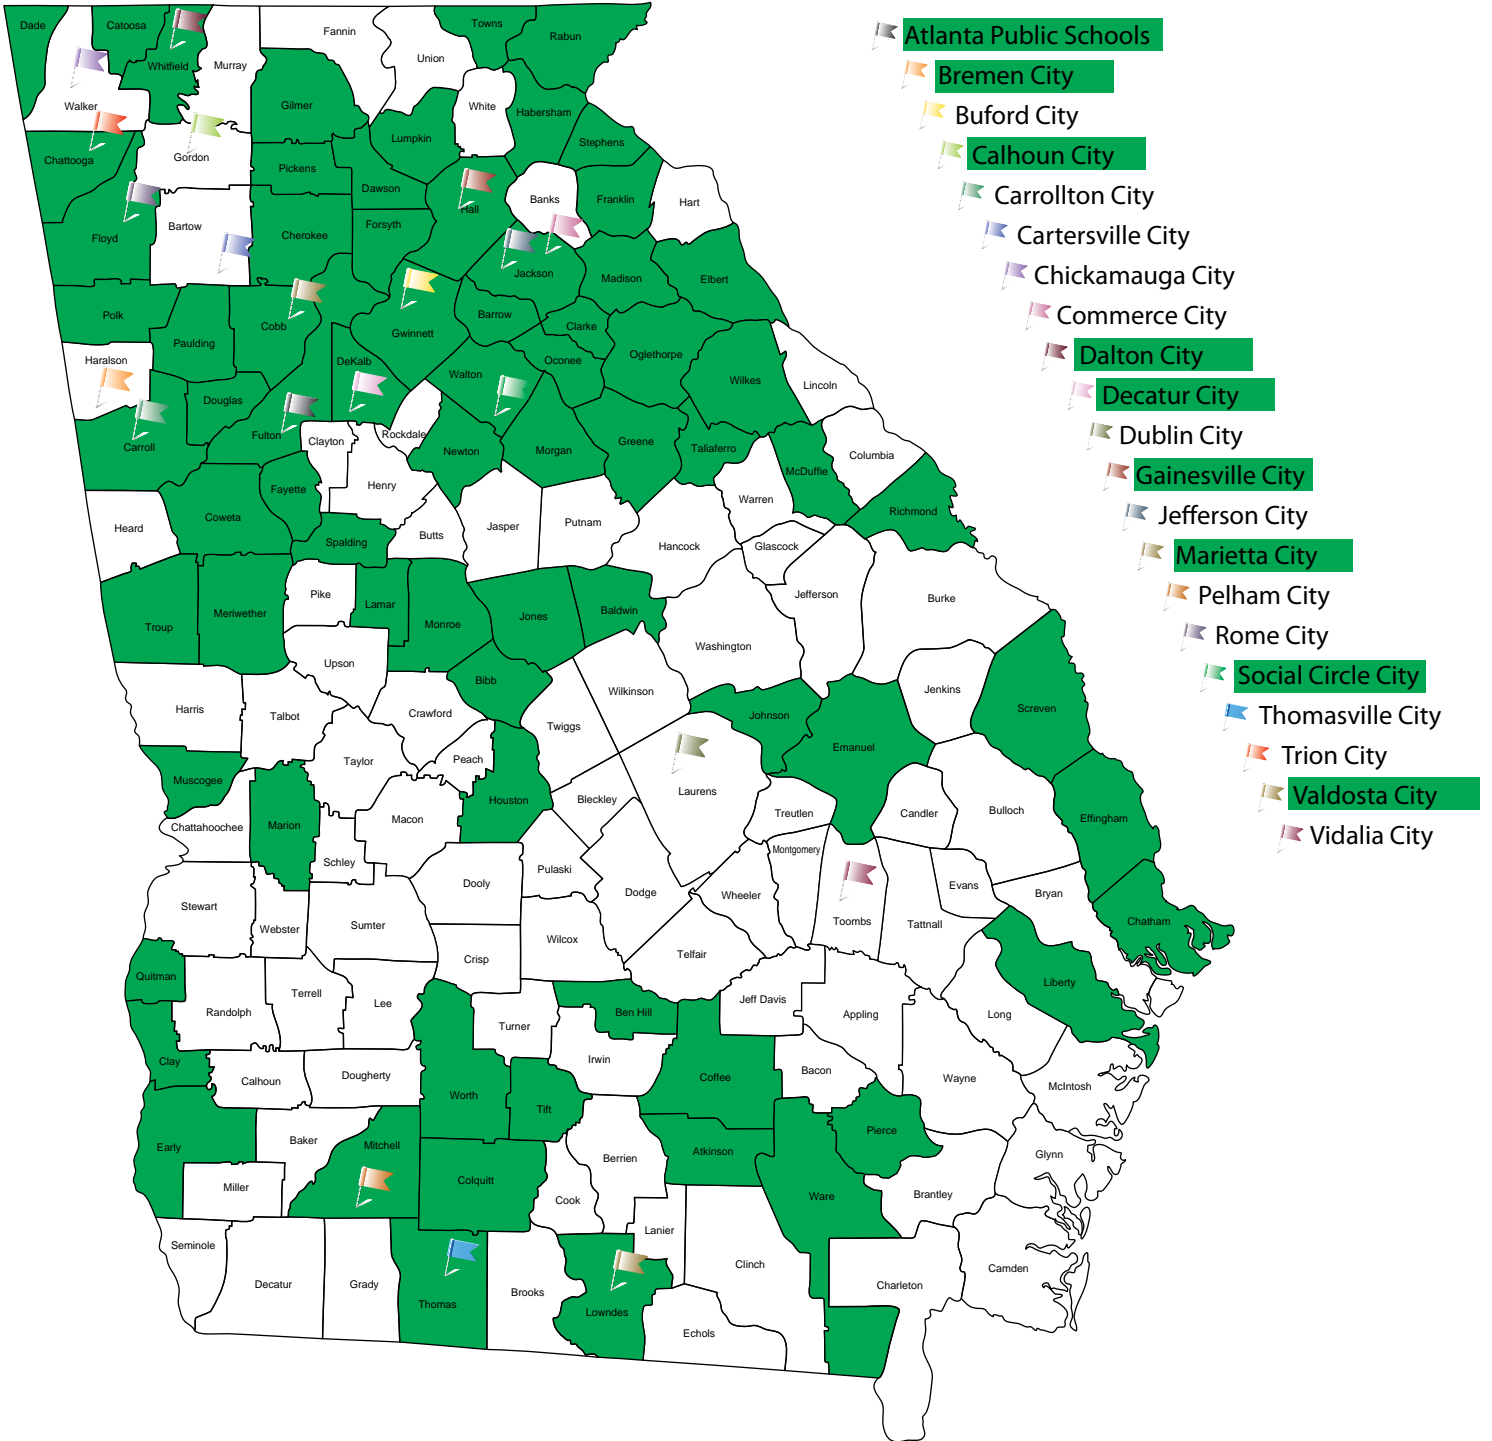 Dade
Catoosa
Whitfield
Murray
Fannin
Union
Towns
Rabun
Walker
Gilmer
White
Habersham
Lumpkin
Stephens
Chattooga
Gordon
Pickens
Dawson
Hall
Banks
Franklin
Hart
Floyd
Bartow
Cherokee
Forsyth
Jackson
Madison
Elbert
Polk
Paulding
Cobb
Gwinnett
Barrow
Clarke
Oconee
Oglethorpe
Wilkes
Lincoln
Haralson
Douglas
DeKalb
Walton
Carroll
Fulton
Clayton
Rockdale
Newton
Morgan
Greene
Taliaferro
McDuffie
Columbia
Heard
Coweta
Fayette
Henry
Butts
Jasper
Putnam
Hancock
Warren
Glascock
Richmond
Spalding
Troup
Meriwether
Pike
Lamar
Monroe
Jones
Baldwin
Washington
Jefferson
Burke
Upson
Bibb
Wilkinson
Johnson
Emanuel
Jenkins
Screven
Harris
Talbot
Crawford
Twiggs
Muscogee
Taylor
Peach
Houston
Bleckley
Laurens
Treutlen
Candler
Bulloch
Effingham
Chattahoochee
Marion
Schley
Macon
Dooly
Pulaski
Dodge
Wheeler
Montgomery
Toombs
Tattnall
Evans
Bryan
Chatham
Stewart
Webster
Sumter
Crisp
Wilcox
Telfair
Quitman
Randolph
Terrell
Lee
Turner
Ben Hill
Jeff Davis
Appling
Long
Liberty
Clay
Calhoun
Dougherty
Worth
Tift
Irwin
Coffee
Bacon
Wayne
McIntosh
Early
Baker
Mitchell
Colquitt
Berrien
Atkinson
Pierce
Glynn
Miller
Cook
Ware
Brantley
Seminole
Decatur
Grady
Thomas
Brooks
Lowndes
Lanier
Clinch
Echols
Charleton
Camden
Atlanta Public Schools
Bremen City
Buford City
Calhoun City
Carrollton City
Cartersville City
Chickamauga City
Commerce City
Dalton City
Decatur City
Dublin City
Gainesville City
Jefferson City
Marietta City
Pelham City
Rome City
Social Circle City
Thomasville City
Trion City
Valdosta City
Vidalia City